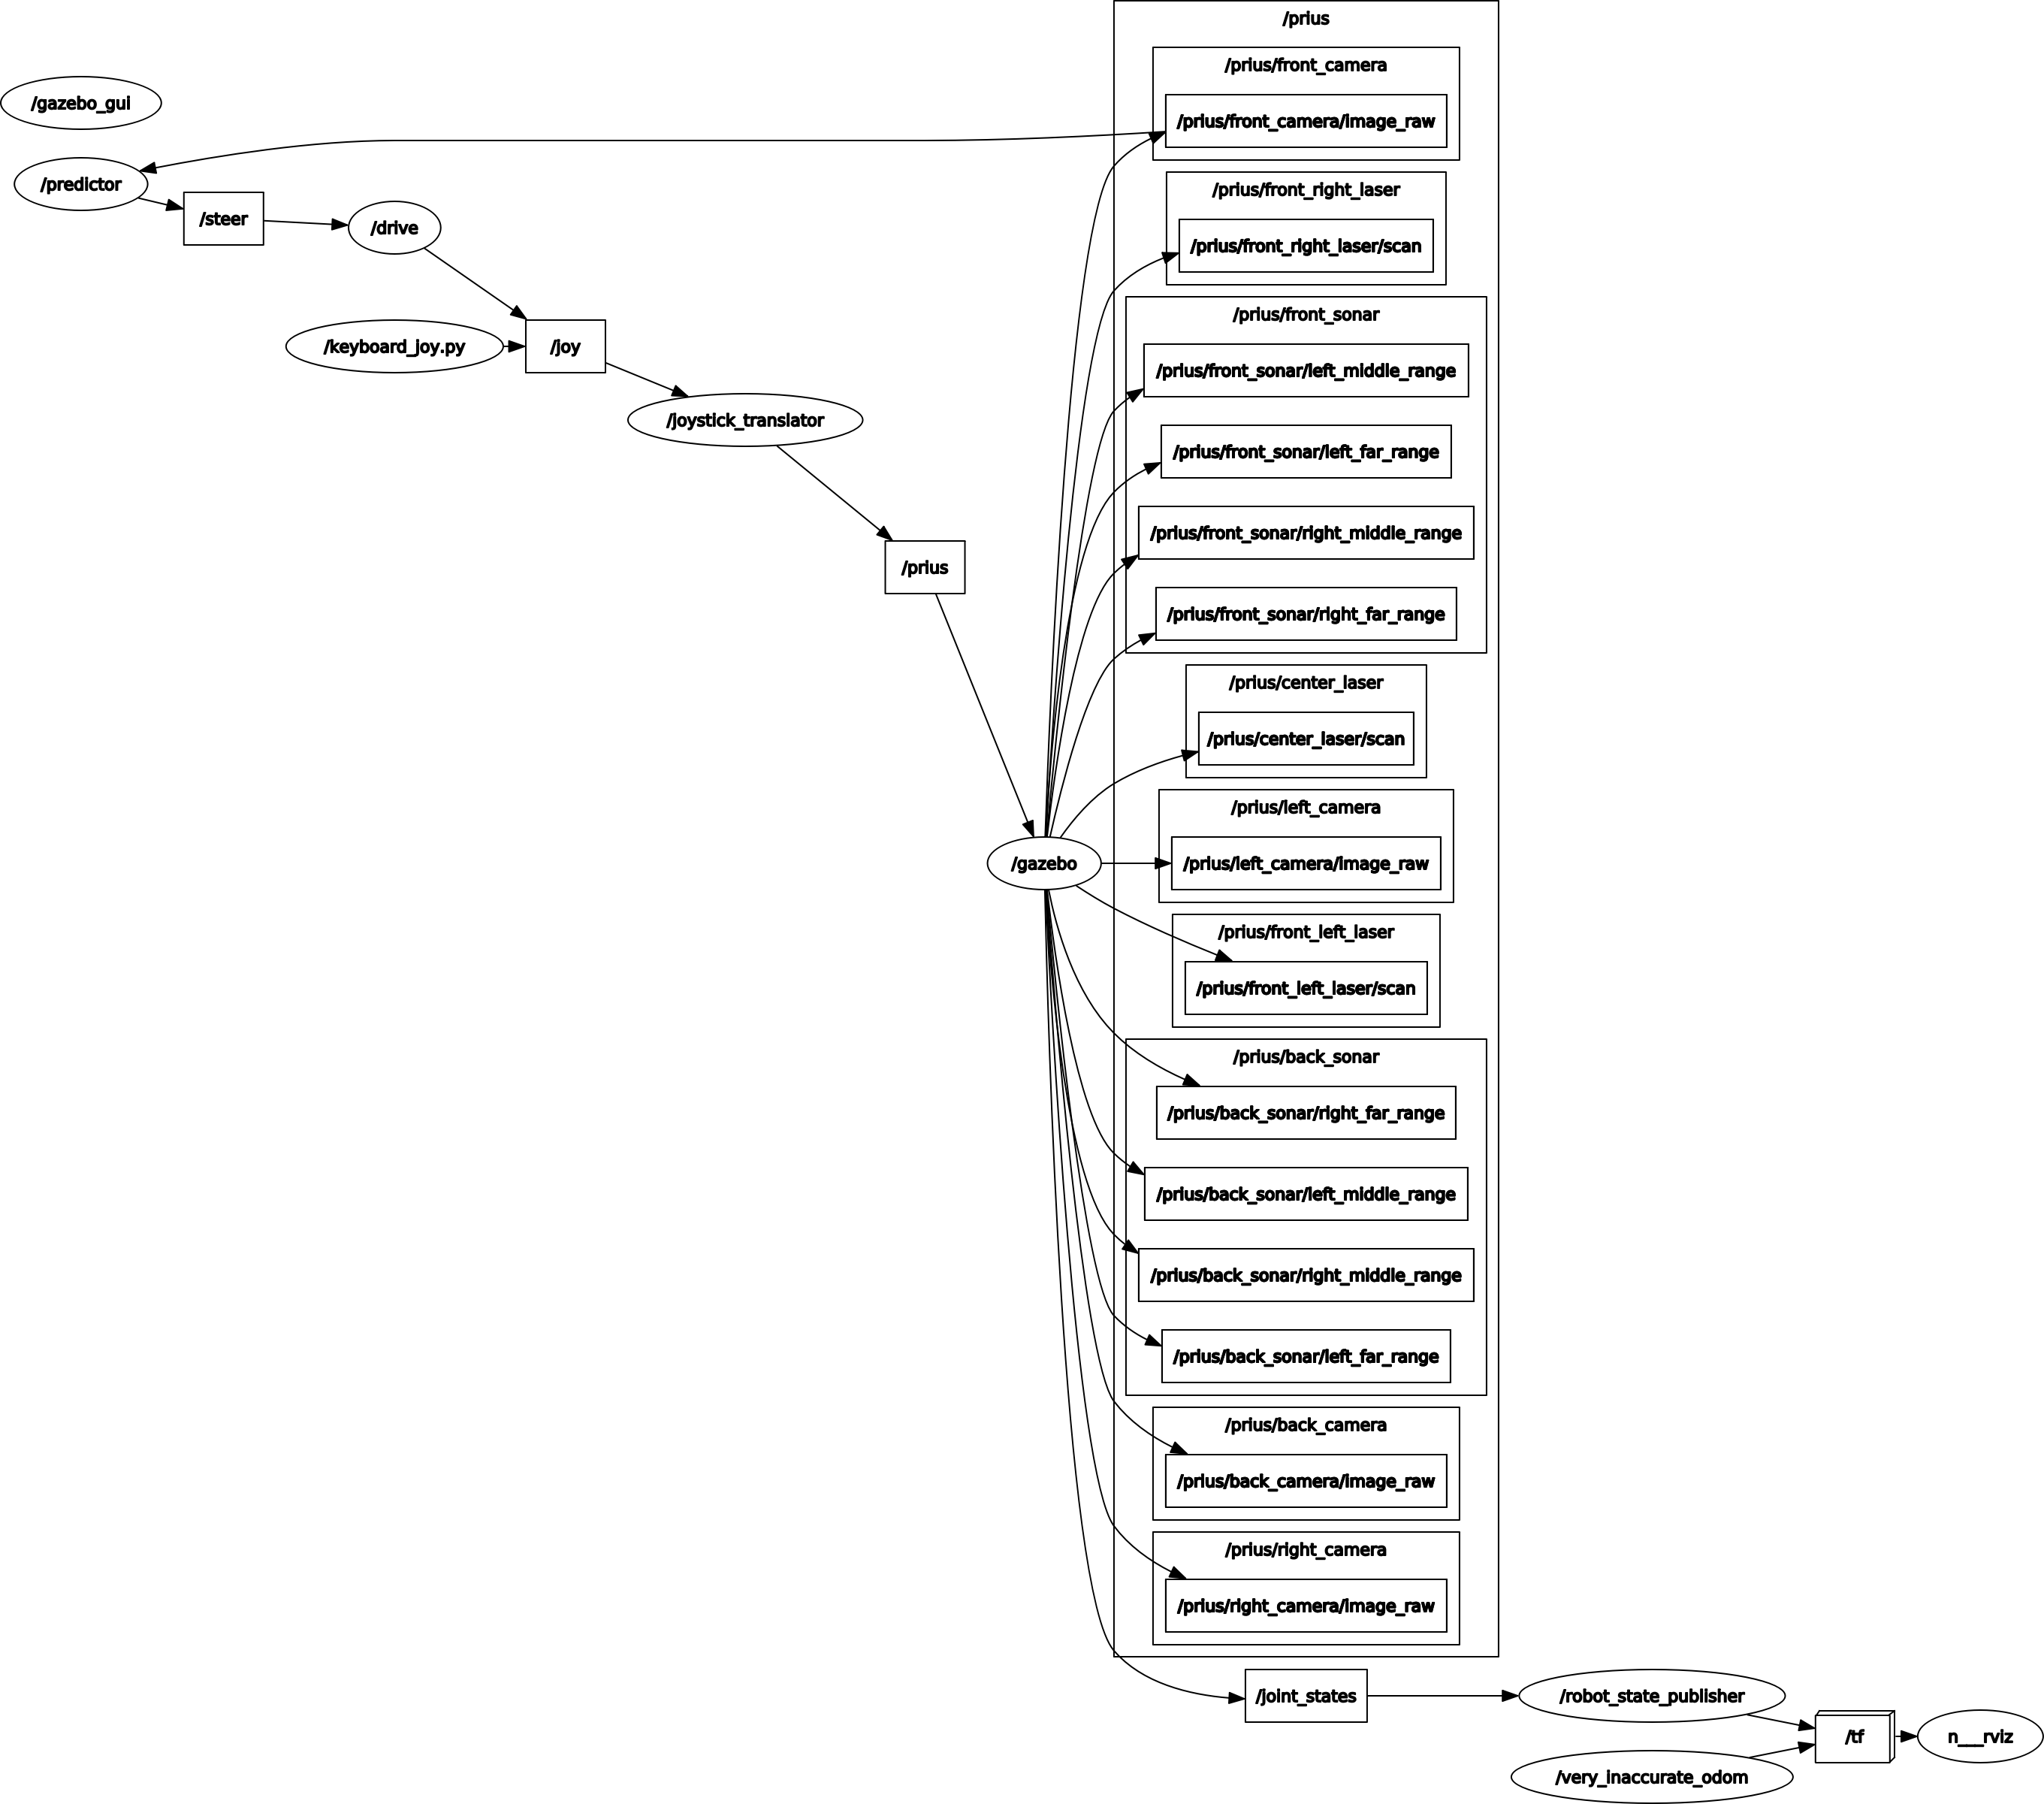 /prius
/prius/front_camera
/gazebo_gui
/prius/front_camera/image_raw
/predictor
/prius/front_right_laser
/steer
/drive
/prius/front_right_laser/scan
/prius/front_sonar
/keyboard_joy.py
/joy
/prius/front_sonar/left_middle_range
/joystick_translator
/prius/front_sonar/left_far_range
/prius/front_sonar/right_middle_range
/prius
/prius/front_sonar/right_far_range
/prius/center_laser
/prius/center_laser/scan
/prius/left_camera
/gazebo
/prius/left_camera/image_raw
/prius/front_left_laser
/prius/front_left_laser/scan
/prius/back_sonar
/prius/back_sonar/right_far_range
/prius/back_sonar/left_middle_range
/prius/back_sonar/right_middle_range
/prius/back_sonar/left_far_range
/prius/back_camera
/prius/back_camera/image_raw
/prius/right_camera
/prius/right_camera/image_raw
/joint_states
/robot_state_publisher
/tf
n___rviz
/very_inaccurate_odom